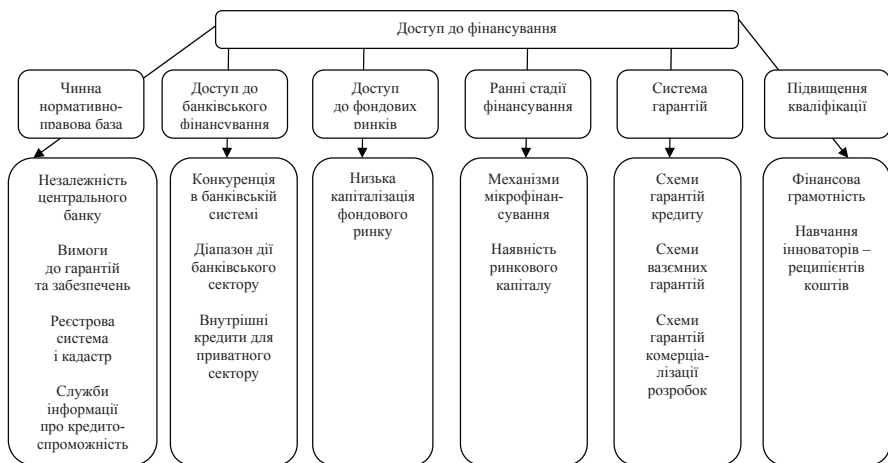 Доступ до фінансування
Чинна
нормативно-
правова база
Доступ до
банківського
фінансування
Доступ
до фондових
ринків
Ранні стадії
фінансування
Система
гарантій
Підвищення
кваліфікації
Незалежність
центрального
банку
Вимоги
до гарантій
та забезпечень
Реєстрова
система
і кадастр
Служби
інформації
про кредито-
спроможність
Конкуренція
в банківській
системі
Діапазон дії
банківського
сектору
Внутрішні
кредити для
приватного
сектору
Низька
капіталізація
фондового
ринку
Механізми
мікрофінан-
сування
Наявність
ринкового
капіталу
Схеми
гарантій
кредиту
Схеми
вазємних
гарантій
Схеми
гарантій
комерціа-
лізації
розробок
Фінансова
грамотність
Навчання
інноваторів –
реципієнтів
коштів